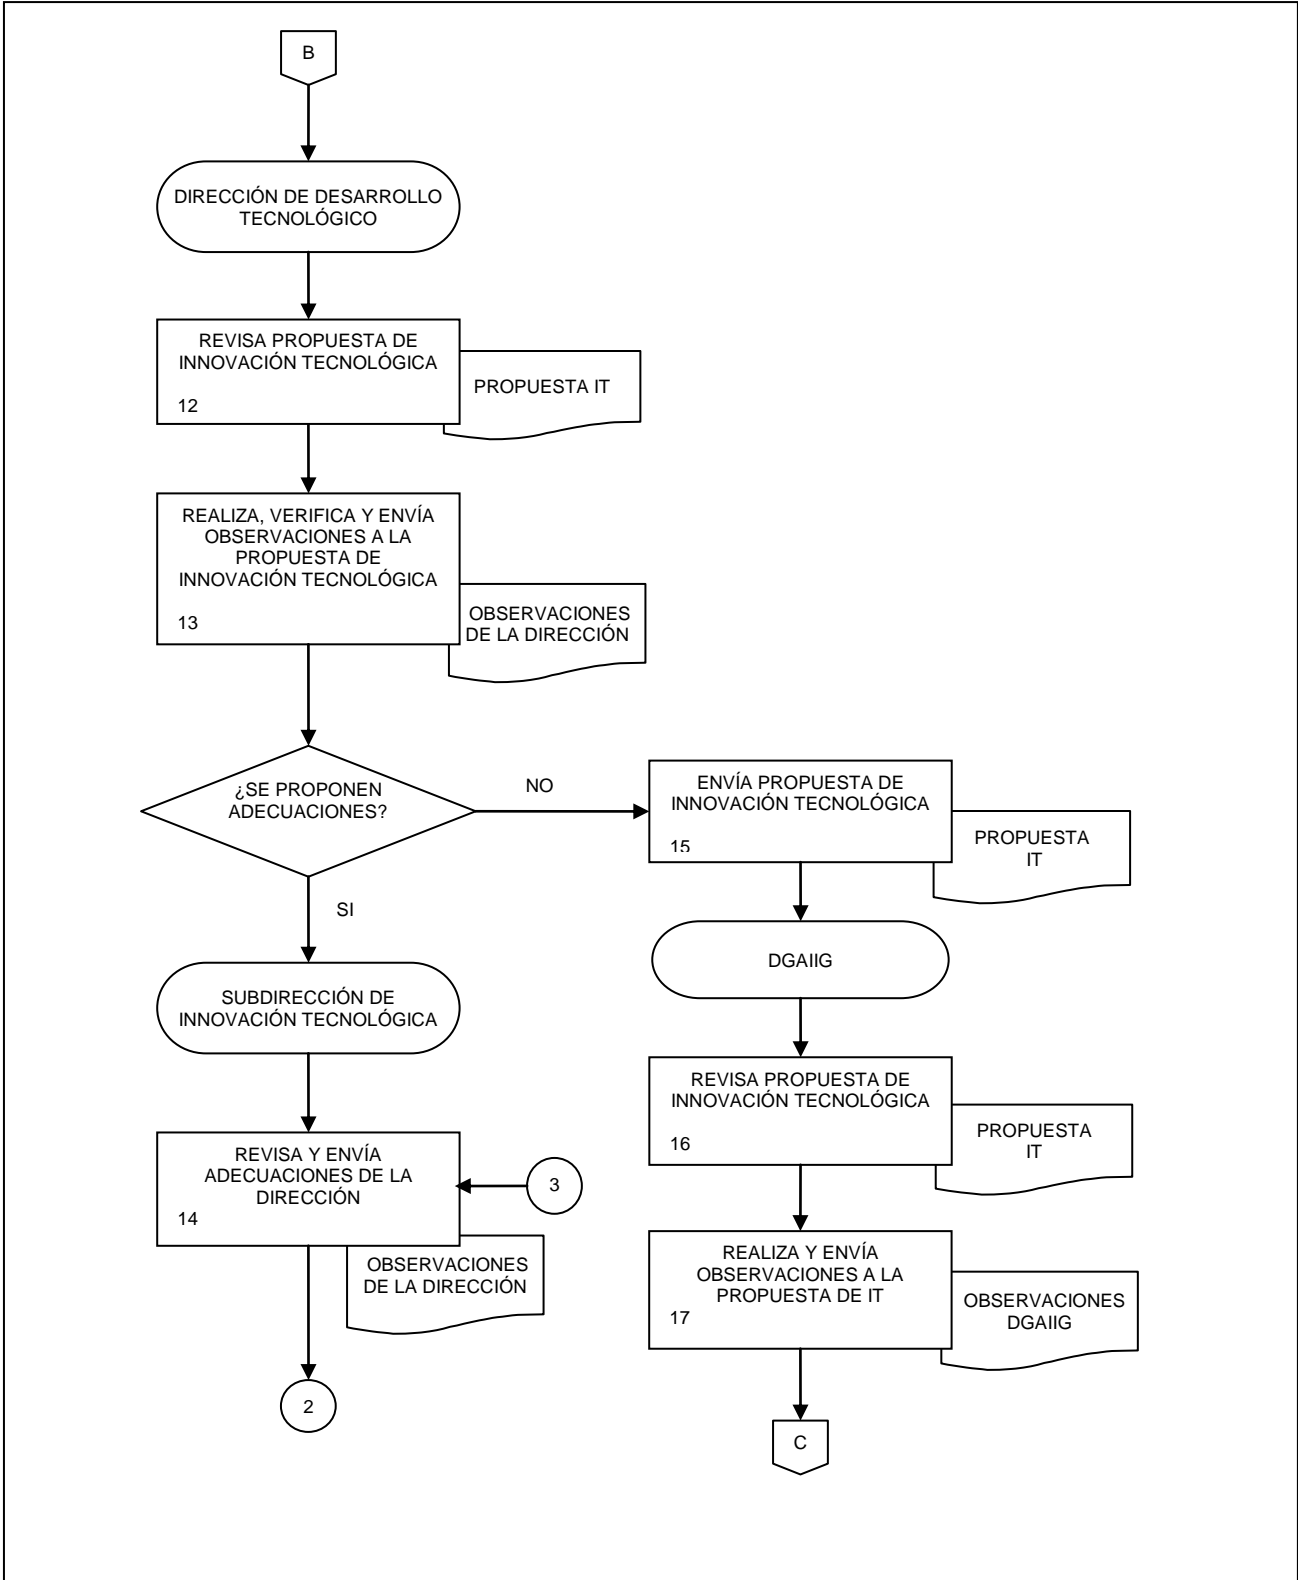 B
DIRECCIÓN DE DESARROLLO
TECNOLÓGICO
REVISA PROPUESTA DE
INNOVACIÓN TECNOLÓGICA
12
PROPUESTA IT
REALIZA, VERIFICA Y ENVÍA
OBSERVACIONES A LA
PROPUESTA DE
INNOVACIÓN TECNOLÓGICA
13
OBSERVACIONES
DE LA DIRECCIÓN
¿SE PROPONEN
ADECUACIONES?
NO
SI
SUBDIRECCIÓN DE
INNOVACIÓN TECNOLÓGICA
REVISA Y ENVÍA
ADECUACIONES DE LA
DIRECCIÓN
14
3
OBSERVACIONES
DE LA DIRECCIÓN
2
ENVÍA PROPUESTA DE
INNOVACIÓN TECNOLÓGICA
15
PROPUESTA
IT
DGAIIG
REVISA PROPUESTA DE
INNOVACIÓN TECNOLÓGICA
16
PROPUESTA
IT
REALIZA Y ENVÍA
OBSERVACIONES A LA
PROPUESTA DE IT
17
OBSERVACIONES
DGAIIG
C